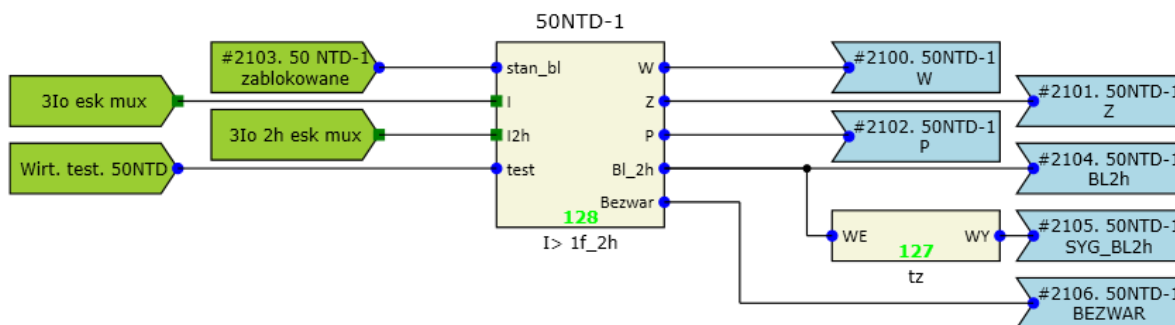 50NTD-1
#2103. 50 NTD-1
zablokowane
3Io esk mux
3Io 2h esk mux
Wirt. test. 50NTD
stan_bl
I
I2h
test
W
Z
P
Bl_2h
Bezwar
128
I> 1f_2h
#2100. 50NTD-1
W
#2101. 50NTD-1
Z
#2102. 50NTD-1
P
#2104. 50NTD-1
BL2h
WE
WY
127
tz
#2105. 50NTD-1
SYG_BL2h
#2106. 50NTD-1
BEZWAR